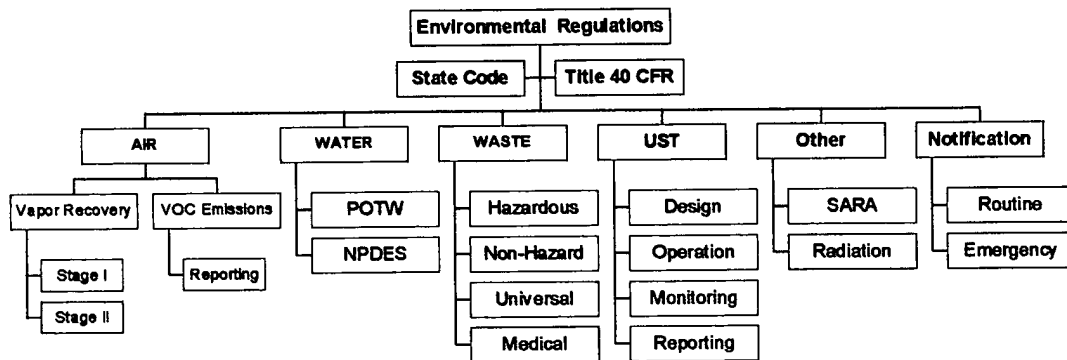 Environmental Regulations
State Code
Title 40 CFR
AIR
WATER
WASTE
UST
Other
Notification
Vapor Recovery
VOC Emissions
POTW
Hazardous
Design
SARA
Routine
NPDES
Non-Hazard
Operation
Radiation
Emergency
Stage I
Reporting
Universal
Monitoring
Stage II
Medical
Reporting